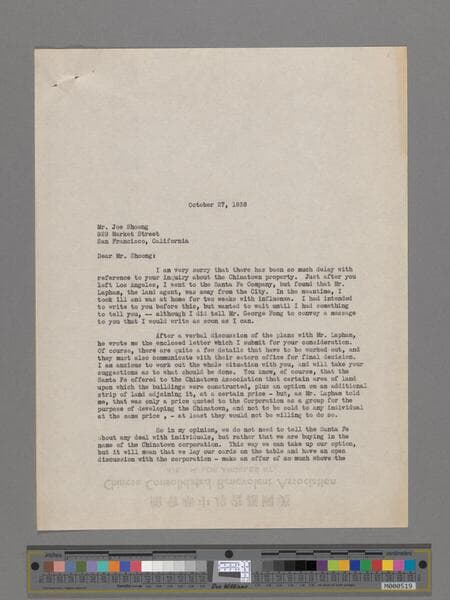 October 27, 1938
Mr. Joe Shoong
929 Market Street
San Francisco, California
Dear Mr. Shoong:
I am very sorry that there has been so much delay with
reference to your inquiry about the Chinatown property. Just after you
left Los Angeles, I went to the Santa Fe Company, but found that Mr.
Lapham, the land agent, was away from the City. In the meantime, I
took ill and was at home for two weeks with influenza. I had intended
to write to you before this, but wanted to wait until I had something
to tell you, -- although I did tell Mr. George Fong to convey a message
to you that I would write as soon as I can.
After a verbal discussion of the plans with Mr. Lapham,
he wrote me the enclosed letter which I submit for your consideration.
Of course, there are quite a few details that have to be worked out, and
they must also communicate with their eastern office for final decision.
I am anxious to work out the whole situation with you, and will take your
suggestions as to what should be done. You know, of course, that the
Santa Fe offered to the Chinatown Association that certain area of land
upon which the buildings were constructed, plus an option on an additional
strip of land adjoining it, at a certain price - but, as Mr. Lapham told
me, that was only a price quoted to the Corporation as a group for the
purpose of developing the Chinatown, and not to be sold to any individual
at the same price , - at least they would not be willing to do so.
So in my opinion, we do not need to tell the Santa Fe
about any deal with individuals, but rather that we are buying in the
name of the Chinatown corporation. This way we can take up our option,
but it will mean that we lay our cards on the table and have an open
discussion with the corporation - make an offer of so much above the
Chinese Consolidated Benevolent Association
inches
centimeters
M000519